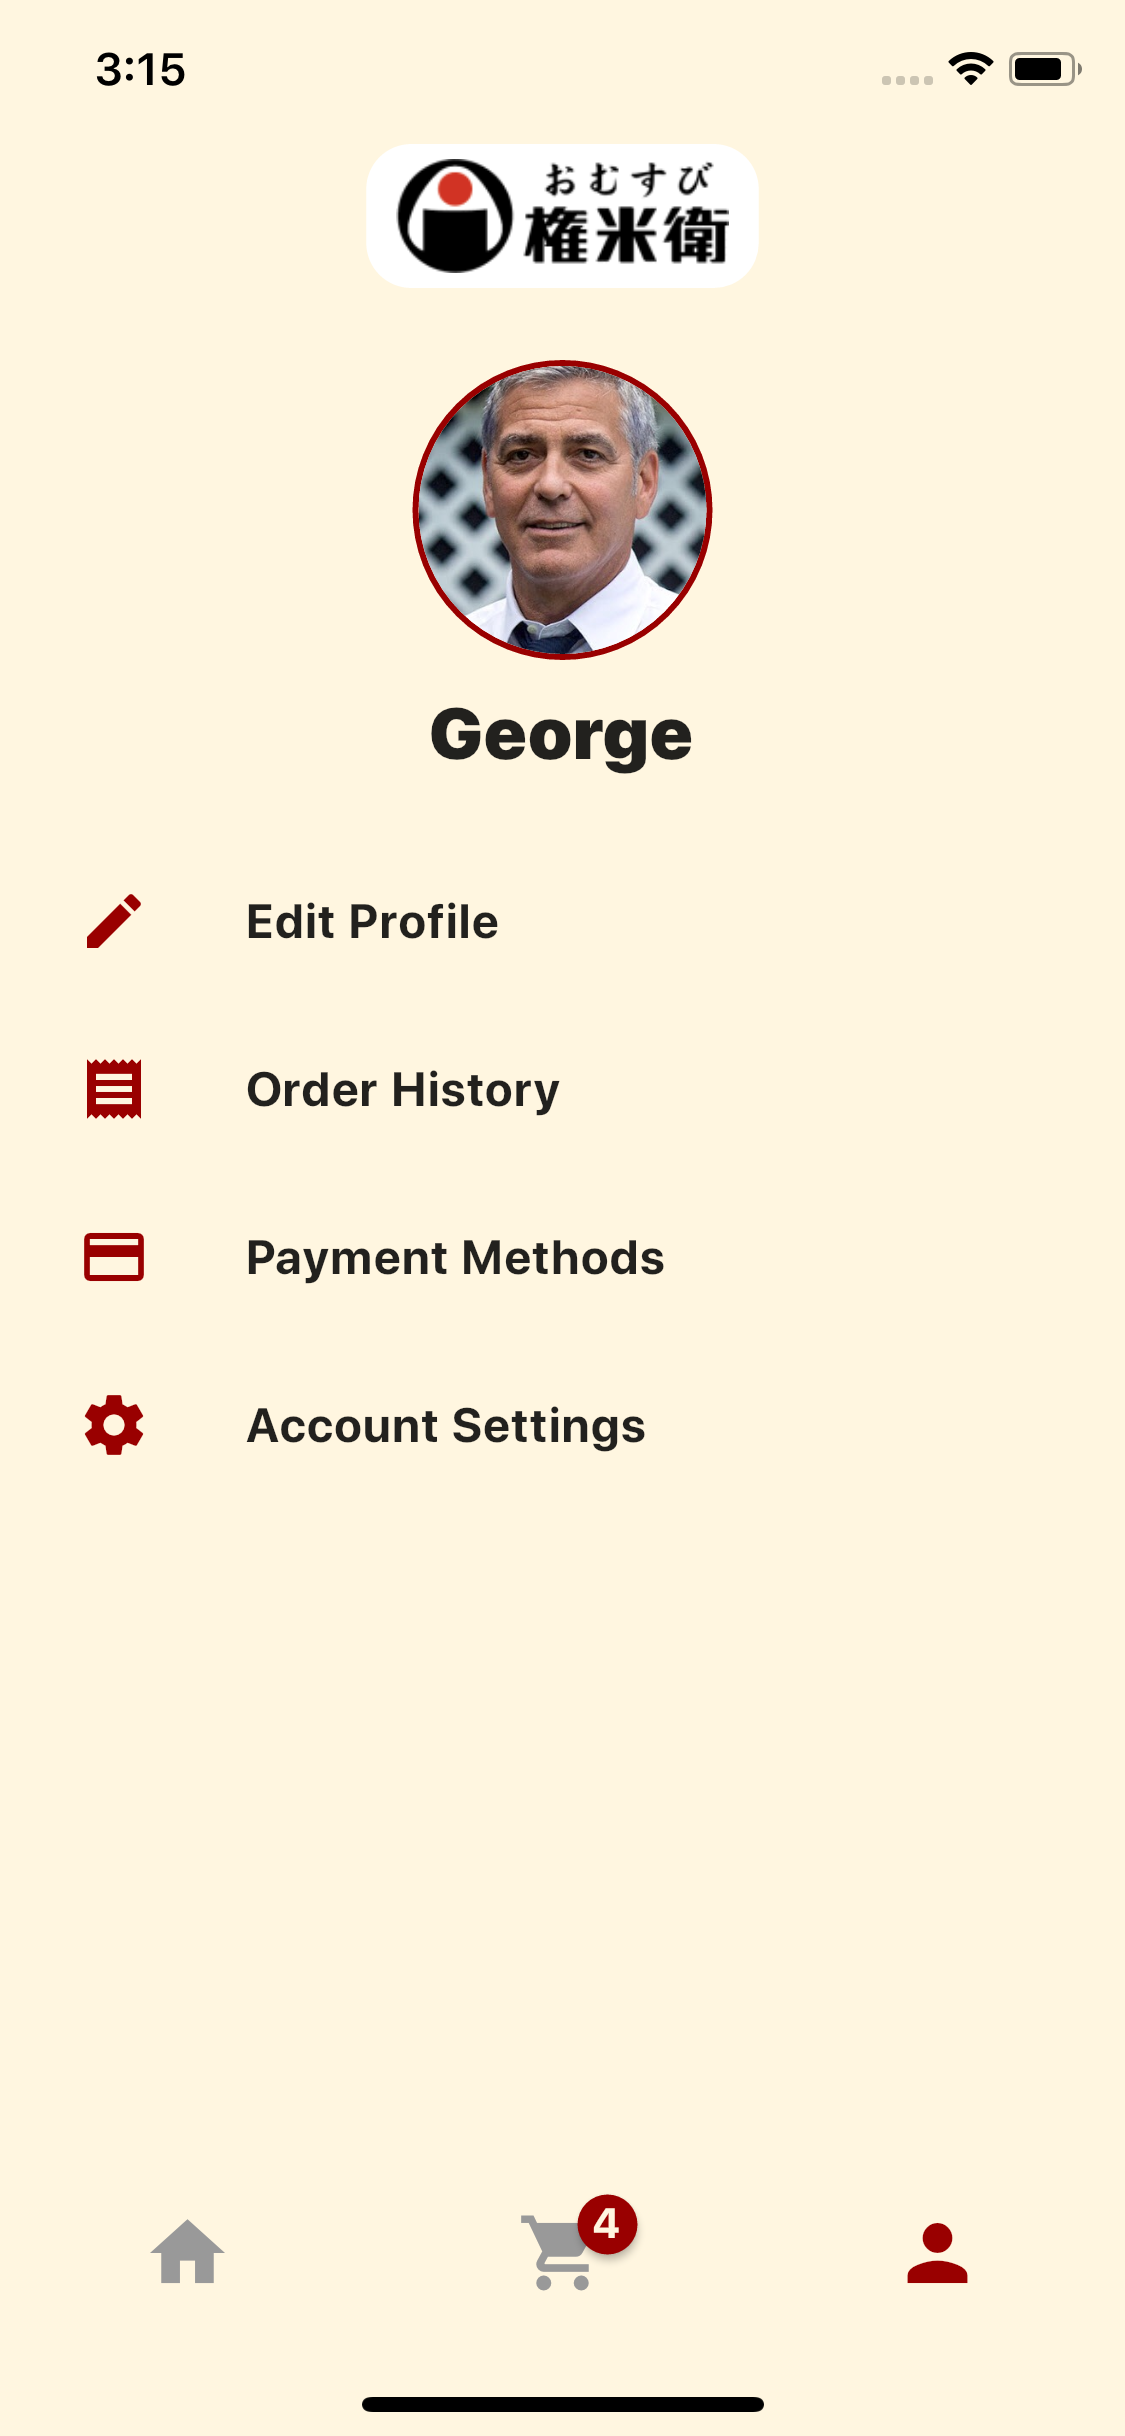 3:15
おむすび
権米衛
George
Edit Profile
Order History
Payment Methods
Account Settings
4